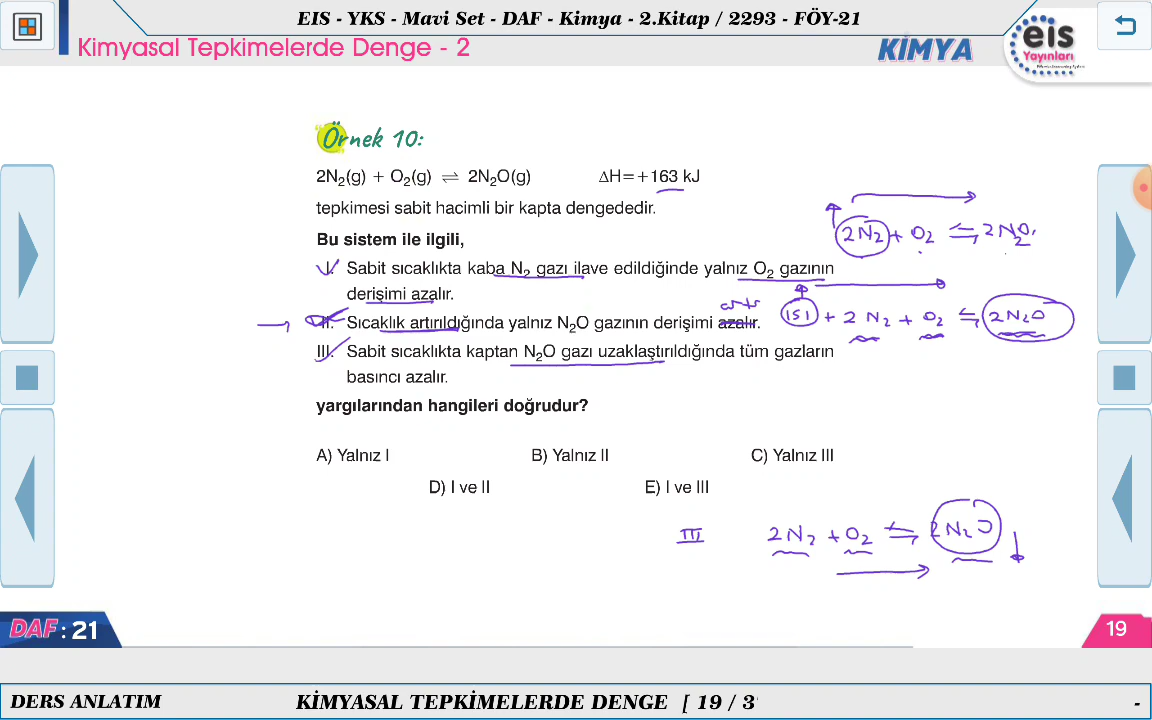 EIS - YKS - Mavi Set - DAF - Kimya - 2.Kitap / 2293 - FÖY-21
Kimyasal Tepkimelerde Denge - 2
KİMYA
eis
Yayınları
Örnek 10:
2N₂(g) + O₂(g) ⇌ 2N₂O(g) ΔH=+163 kJ
tepkimesi sabit hacimli bir kapta dengededir.
2N₂ + O₂ ⇌ 2N₂O
Bu sistem ile ilgili,
I. Sabit sıcaklıkta kaba N₂ gazı ilave edildiğinde yalnız O₂ gazının
derişimi azalır.
artar
II. Sıcaklık artırıldığında yalnız N₂O gazının derişimi azalır.
ısı + 2N₂ + O₂ ⇌ 2N₂O
III. Sabit sıcaklıkta kaptan N₂O gazı uzaklaştırıldığında tüm gazların
basıncı azalır.
yargılarından hangileri doğrudur?
A) Yalnız I B) Yalnız II C) Yalnız III
D) I ve II E) I ve III
III 2N₂ + O₂ ⇌ 2N₂O
DAF : 21
19
DERS ANLATIM KİMYASAL TEPKİMELERDE DENGE [ 19 / 3
-